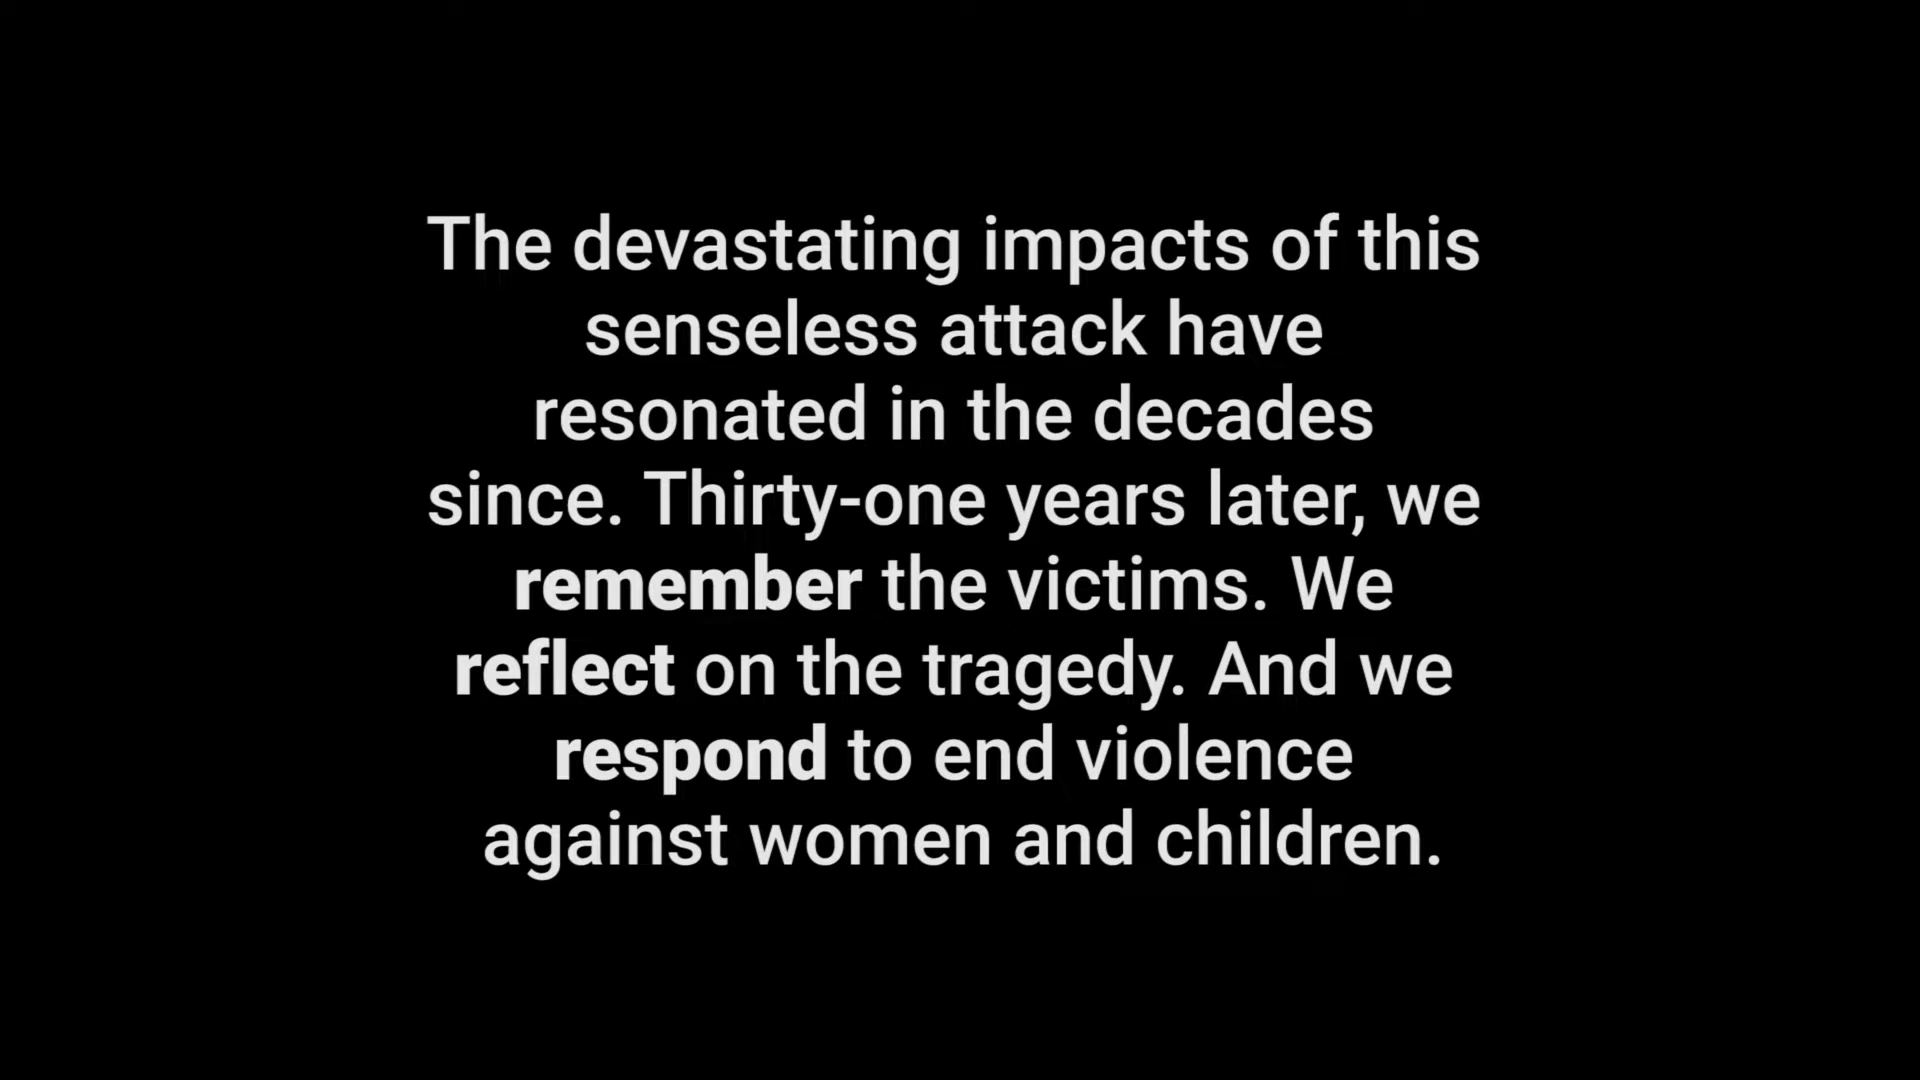 The devastating impacts of this
senseless attack have
resonated in the decades
since. Thirty-one years later, we
remember the victims. We
reflect on the tragedy. And we
respond to end violence
against women and children.